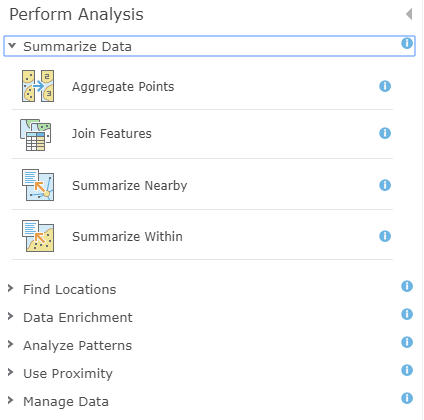 Perform Analysis
Summarize Data
Aggregate Points
Join Features
Summarize Nearby
Summarize Within
Find Locations
Data Enrichment
Analyze Patterns
Use Proximity
Manage Data